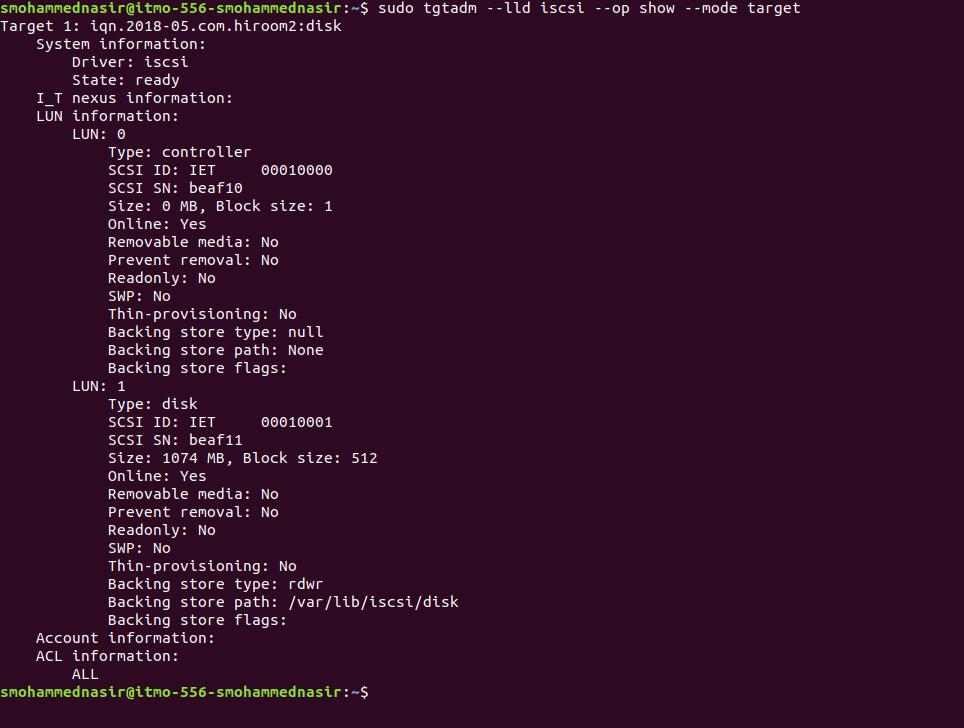 smohammednasir@itmo-556-smohammednasir:~$ sudo tgtadm --lld iscsi --op show --mode target
Target 1: iqn.2018-05.com.hiroom2:disk
    System information:
        Driver: iscsi
        State: ready
    I_T nexus information:
    LUN information:
        LUN: 0
            Type: controller
            SCSI ID: IET     00010000
            SCSI SN: beaf10
            Size: 0 MB, Block size: 1
            Online: Yes
            Removable media: No
            Prevent removal: No
            Readonly: No
            SWP: No
            Thin-provisioning: No
            Backing store type: null
            Backing store path: None
            Backing store flags:
        LUN: 1
            Type: disk
            SCSI ID: IET     00010001
            SCSI SN: beaf11
            Size: 1074 MB, Block size: 512
            Online: Yes
            Removable media: No
            Prevent removal: No
            Readonly: No
            SWP: No
            Thin-provisioning: No
            Backing store type: rdwr
            Backing store path: /var/lib/iscsi/disk
            Backing store flags:
    Account information:
    ACL information:
        ALL
smohammednasir@itmo-556-smohammednasir:~$